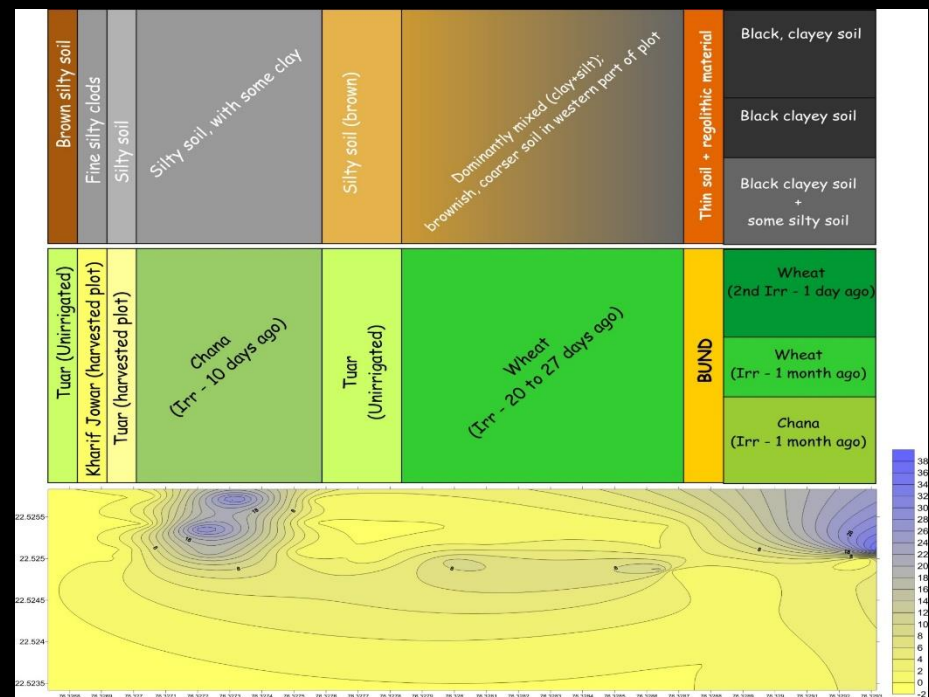 Brown silty soil
Fine silty clods
Silty soil
Silty soil, with some clay
Silty soil (brown)
Dominantly mixed (clay+silt);
brownish, coarser soil in western part of plot
Thin soil + regolithic material
Black, clayey soil
Black clayey soil
Black clayey soil
+
some silty soil
Tuar (Unirrigated)
Kharif Jowar (harvested plot)
Tuar (harvested plot)
Chana
(Irr - 10 days ago)
Tuar
(Unirrigated)
Wheat
(Irr - 20 to 27 days ago)
BUND
Wheat
(2nd Irr - 1 day ago)
Wheat
(Irr - 1 month ago)
Chana
(Irr - 1 month ago)
22.5255
22.525
22.5245
22.524
22.5235
38
36
34
32
30
28
26
24
22
20
18
16
14
12
10
8
6
4
2
0
-2